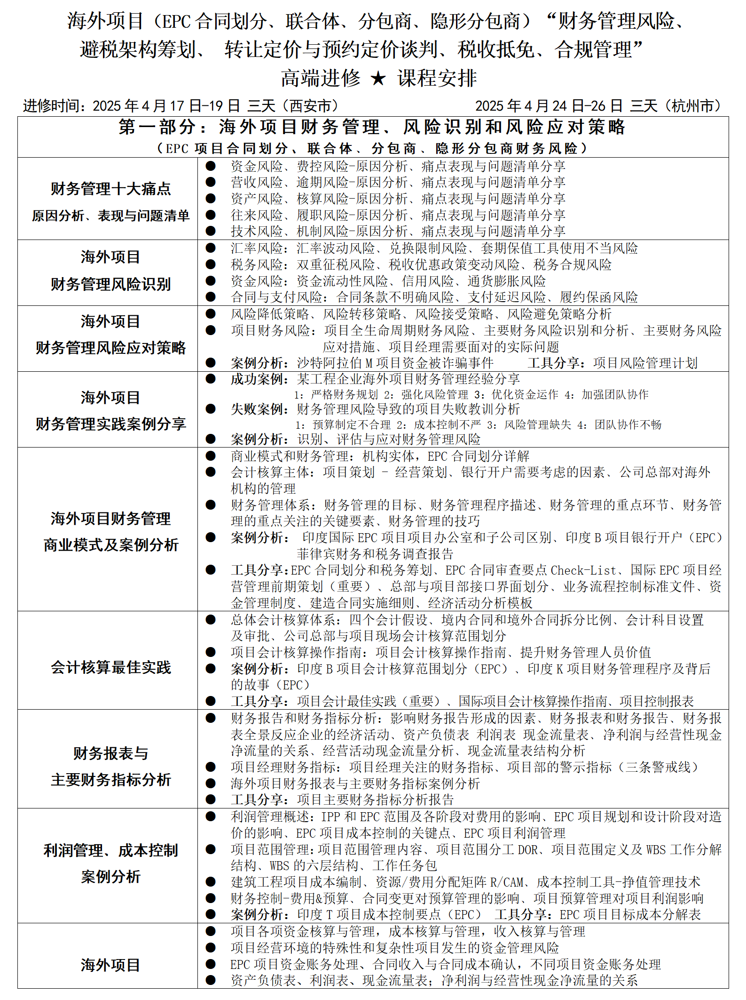 海外项目（EPC 合同划分、联合体、分包商、隐形分包商）“财务管理风险、
避税架构筹划、 转让定价与预约定价谈判、税收抵免、合规管理”
高端进修 ★ 课程安排
进修时间：2025 年 4 月 17 日-19 日 三天（西安市） 2025 年 4 月 24 日-26 日 三天（杭州市）
第一部分：海外项目财务管理、风险识别和风险应对策略
（EPC 项目合同划分、联合体、分包商、隐形分包商财务风险）
财务管理十大痛点
原因分析、表现与问题清单
● 资金风险、费控风险-原因分析、痛点表现与问题清单分享
● 营收风险、逾期风险-原因分析、痛点表现与问题清单分享
● 资产风险、核算风险-原因分析、痛点表现与问题清单分享
● 往来风险、履职风险-原因分析、痛点表现与问题清单分享
● 技术风险、机制风险-原因分析、痛点表现与问题清单分享
海外项目
财务管理风险识别
● 汇率风险：汇率波动风险、兑换限制风险、套期保值工具使用不当风险
● 税务风险：双重征税风险、税收优惠政策变动风险、税务合规风险
● 资金风险：资金流动性风险、信用风险、通货膨胀风险
● 合同与支付风险：合同条款不明确风险、支付延迟风险、履约保函风险
海外项目
财务管理风险应对策略
● 风险降低策略、风险转移策略、风险接受策略、风险避免策略分析
● 项目财务风险：项目全生命周期财务风险、主要财务风险识别和分析、主要财务风险
应对措施、项目经理需要面对的实际问题
● 案例分析：沙特阿拉伯 M 项目资金被诈骗事件 工具分享：项目风险管理计划
海外项目
财务管理实践案例分享
● 成功案例：某工程企业海外项目财务管理经验分享
1：严格财务规划 2：强化风险管理 3：优化资金运作 4：加强团队协作
● 失败案例：财务管理风险导致的项目失败教训分析
1：预算制定不合理 2：成本控制不严 3：风险管理缺失 4：团队协作不畅
● 案例分析：识别、评估与应对财务管理风险
海外项目财务管理
商业模式及案例分析
● 商业模式和财务管理：机构实体，EPC 合同划分详解
● 会计核算主体：项目策划 - 经营策划、银行开户需要考虑的因素、公司总部对海外
机构的管理
● 财务管理体系：财务管理的目标、财务管理程序描述、财务管理的重点环节、财务管
理的重点关注的关键要素、财务管理的技巧
● 案例分析： 印度国际 EPC 项目项目办公室和子公司区别、印度 B 项目银行开户（EPC）
菲律宾财务和税务调查报告
● 工具分享：EPC 合同划分和税务筹划、EPC 合同审查要点 Check-List、国际 EPC 项目经
营管理前期策划（重要）、总部与项目部接口界面划分、业务流程控制标准文件、资
金管理制度、建造合同实施细则、经济活动分析模板
会计核算最佳实践
● 总体会计核算体系：四个会计假设、境内合同和境外合同拆分比例、会计科目设置
及审批、公司总部与项目现场会计核算范围划分
● 项目会计核算操作指南：项目会计核算操作指南、提升财务管理人员价值
● 案例分析：印度 B 项目会计核算范围划分（EPC）、印度 K 项目财务管理程序及背后
的故事（EPC）
● 工具分享：项目会计最佳实践（重要）、国际项目会计核算操作指南、项目控制报表
财务报表与
主要财务指标分析
● 财务报告和财务指标分析：影响财务报告形成的因素、财务报表和财务报告、财务报
表全景反应企业的经济活动、资产负债表 利润表 现金流量表、净利润与经营性现金
净流量的关系、经营活动现金流量分析、现金流量表结构分析
● 项目经理财务指标：项目经理关注的财务指标、项目部的警示指标（三条警戒线）
● 海外项目财务报表与主要财务指标案例分析
● 工具分享：项目主要财务指标分析报告
利润管理、成本控制
案例分析
● 利润管理概述：IPP 和 EPC 范围及各阶段对费用的影响、EPC 项目规划和设计阶段对造
价的影响、EPC 项目成本控制的关键点、EPC 项目利润管理
● 项目范围管理：项目范围管理内容、项目范围分工 DOR、项目范围定义及 WBS 工作分解
结构、WBS 的六层结构、工作任务包
● 建筑工程项目成本编制、资源/费用分配矩阵 R/CAM、成本控制工具-挣值管理技术
● 财务控制-费用&预算、合同变更对预算管理的影响、项目预算管理对项目利润影响
● 案例分析：印度 T 项目成本控制要点（EPC） 工具分享：EPC 项目目标成本分解表
海外项目
● 项目各项资金核算与管理，成本核算与管理，收入核算与管理
● 项目经营环境的特殊性和复杂性项目发生的资金管理风险
● EPC 项目资金账务处理、合同收入与合同成本确认，不同项目资金账务处理
● 资产负债表、利润表、现金流量表；净利润与经营性现金净流量的关系